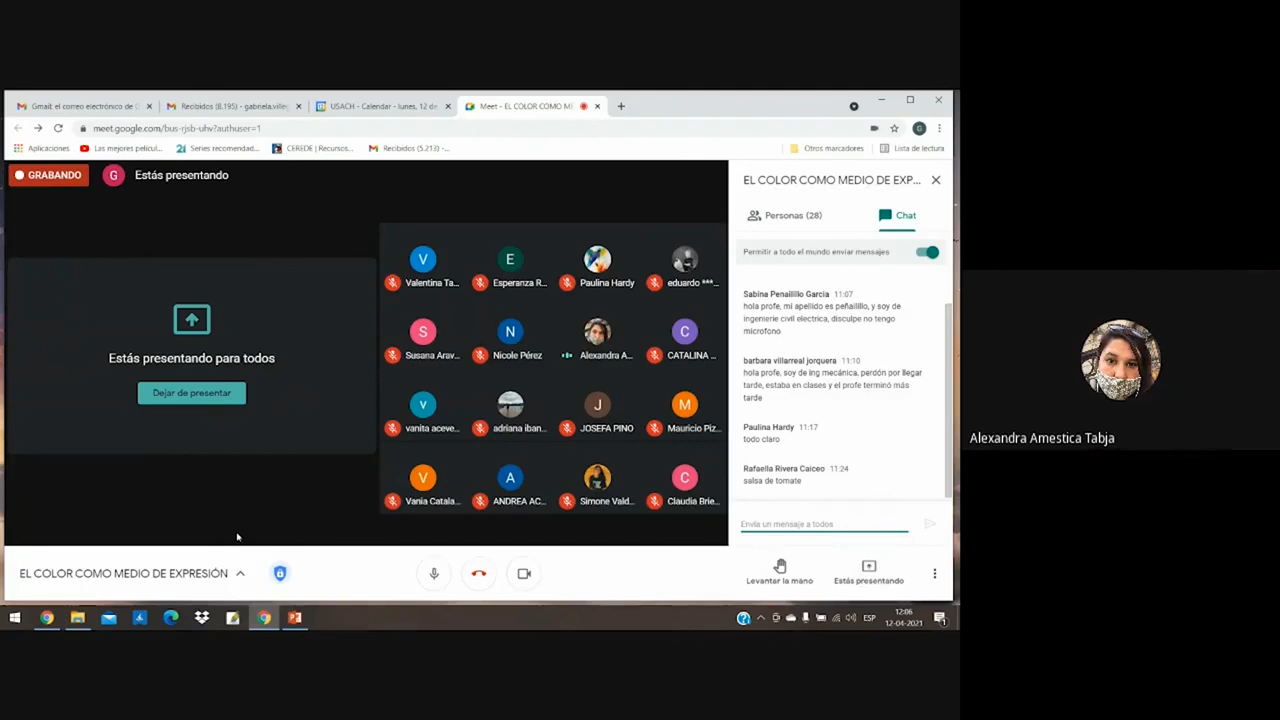 Gmail: el correo electrónico de
Recibidos (8.195) - gabriela.ville
USACH - Calendar - lunes, 12 de
Meet - EL COLOR COMO M
meet.google.com/bus-rjsb-uhv?authuser=1
G
Aplicaciones
Las mejores pelícu...
Series recomendad...
CEREDE | Recursos...
Recibidos (5.213) -...
Otros marcadores
Lista de lectura
GRABANDO
G
Estás presentando
EL COLOR COMO MEDIO DE EXP...
Personas (28)
Chat
Permitir a todo el mundo enviar mensajes
V
E
Valentina Ta...
Esperanza R...
Paulina Hardy
eduardo ***...
S
N
C
Susana Arav...
Nicole Pérez
Alexandra A...
CATALINA ...
v
J
M
vanita aceve...
adriana iban...
JOSEFA PINO
Mauricio Piz...
V
A
C
Vania Catala...
ANDREA AC...
Simone Vald...
Claudia Brie...
Estás presentando para todos
Dejar de presentar
Sabina Penailillo Garcia 11:07
hola profe, mi apellido es peñailillo, y soy de
ingenierie civil electrica, disculpe no tengo
microfono
barbara villarreal jorquera 11:10
hola profe, soy de ing mecánica, perdón por llegar
tarde, estaba en clases y el profe terminó más
tarde
Paulina Hardy 11:17
todo claro
Rafaella Rivera Caiceo 11:24
salsa de tomate
Envía un mensaje a todos
EL COLOR COMO MEDIO DE EXPRESIÓN
Levantar la mano
Estás presentando
ESP
12:06
12-04-2021
Alexandra Amestica Tabja